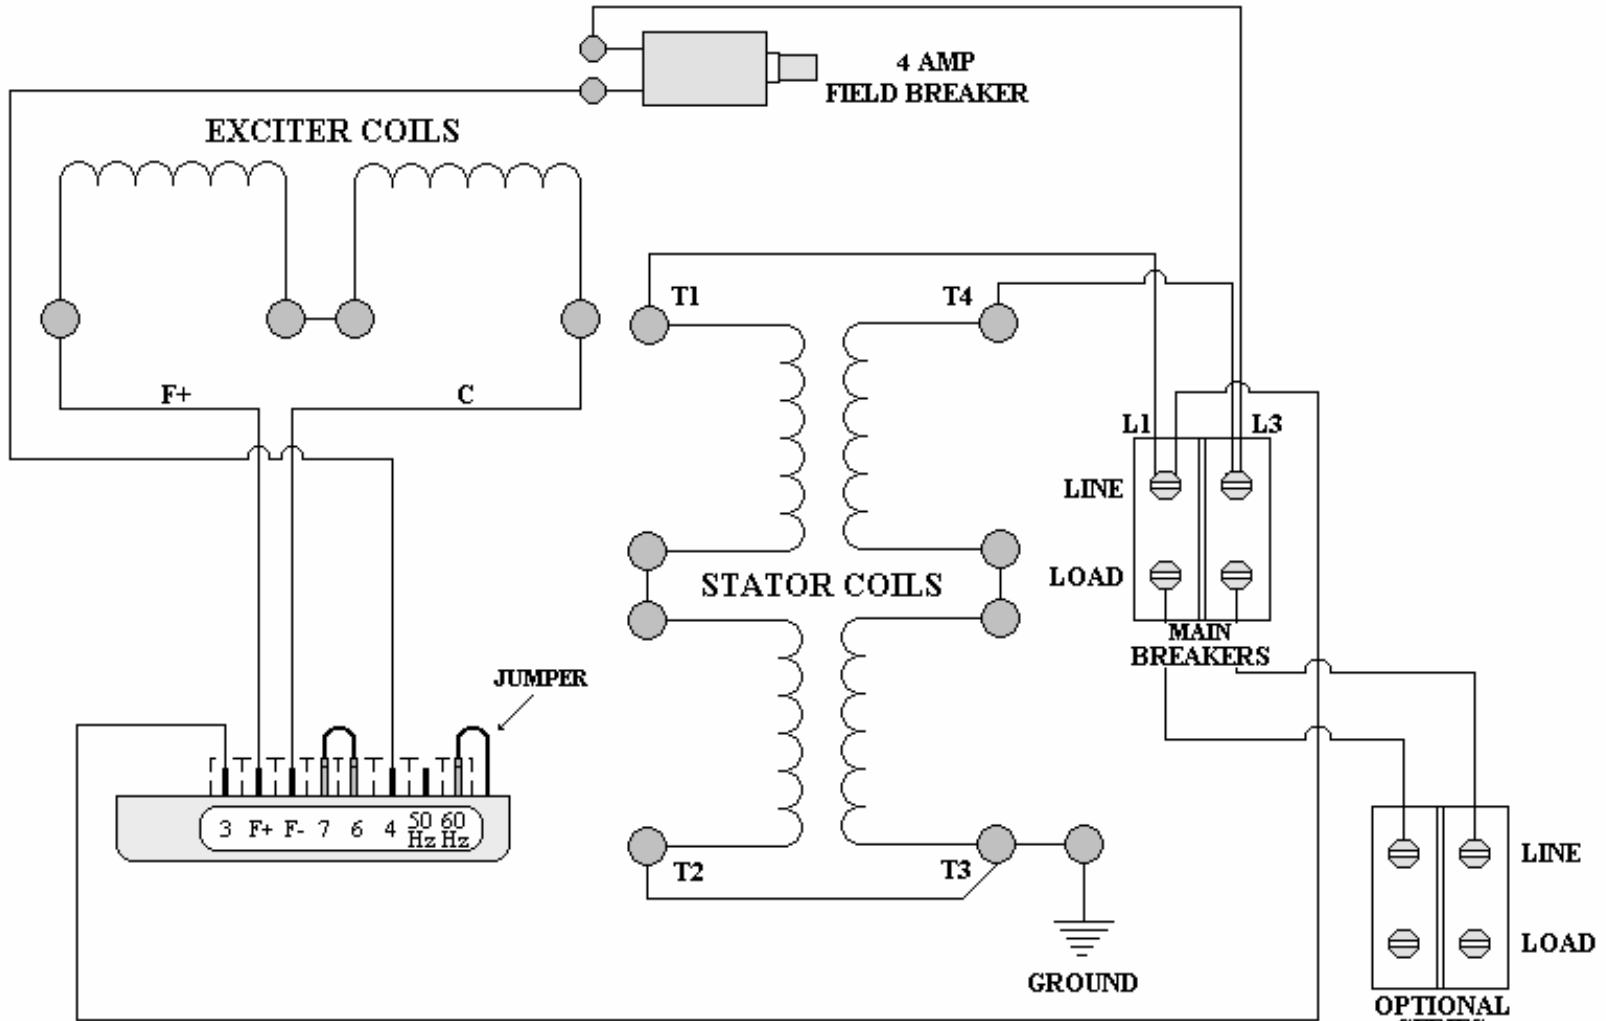 4 AMP
FIELD BREAKER
EXCITER COILS
T1
T4
F+
C
L1
L3
LINE
STATOR COILS
LOAD
MAIN
BREAKERS
JUMPER
3 F+ F- 7 6 4 50 Hz 60 Hz
T2
T3
LINE
LOAD
GROUND
OPTIONAL